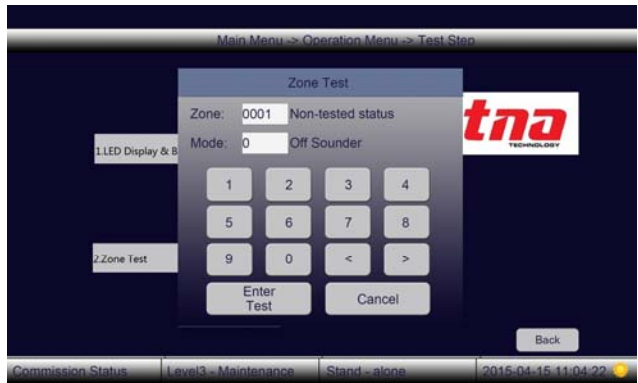 Main Menu -> Operation Menu -> Test Step
Zone Test
Zone: 0001 Non-tested status
Mode: 0 Off Sounder
tna
TECHNOLOGY
1.LED Display & B
1 2 3 4
5 6 7 8
2.Zone Test
9 0 < >
Enter Test
Cancel
Back
Commission Status Level3 - Maintenance Stand - alone 2015-04-15 11:04:22